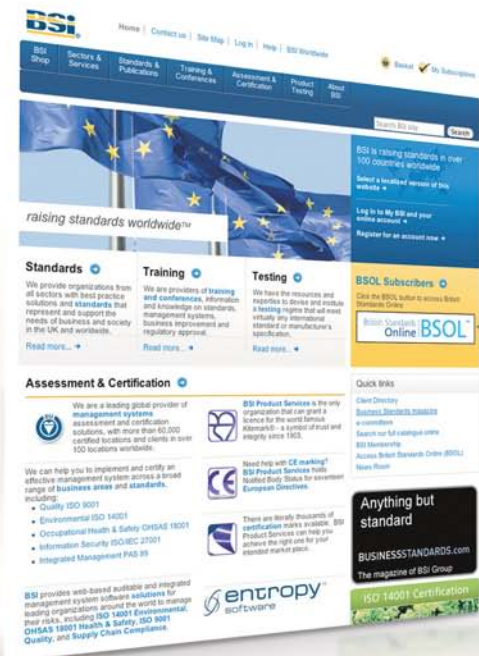 BSi
Home | Contact us | Site Map | Log in | Help | BSI Worldwide
Basket My Subscriptions
BSI
Shop
Sectors &
Services
Standards &
Publications
Training &
Conferences
Assessment &
Certification
Product
Testing
About
BSI
Search BSI site Search
raising standards worldwide™
BSI is raising standards in over
100 countries worldwide
Select a localized version of this
website
Log in to My BSI and your
online account
Register for an account now
Standards
We provide organizations from
all sectors with best practice
solutions and standards that
represent and support the
needs of business and society
in the UK and worldwide.
Read more...
Training
We are providers of training
and conferences, information
and knowledge on standards,
management systems,
business improvement and
regulatory approval.
Read more...
Testing
We have the resources and
expertise to devise and institute
a testing regime that will meet
virtually any international
standard or manufacturer's
specification.
Read more...
BSOL Subscribers
Click the BSOL button to access British
Standards Online
British Standards
Online BSOL
Assessment & Certification
We are a leading global provider of
management systems
assessment and certification
solutions, with more than 60,000
certified locations and clients in over
100 locations worldwide.
We can help you to implement and certify an
effective management system across a broad
range of business areas and standards,
including:
• Quality ISO 9001
• Environmental ISO 14001
• Occupational Health & Safety OHSAS 18001
• Information Security ISO/IEC 27001
• Integrated Management PAS 99
BSI Product Services is the only
organization that can grant a
licence for the world famous
Kitemark® - a symbol of trust and
integrity since 1903.
Need help with CE marking?
BSI Product Services holds
Notified Body Status for seventeen
European Directives.
There are literally thousands of
certification marks available. BSI
Product Services can help you
achieve the right one for your
intended market place.
BSI provides web-based auditable and integrated
management system software solutions for
leading organizations around the world to manage
their risks, including ISO 14001 Environmental,
OHSAS 18001 Health & Safety, ISO 9001
Quality, and Supply Chain Compliance.
entropy
software
Quick links
Client Directory
Business Standards magazine
e-committees
Search our full catalogue online
BSI Membership
Access British Standards Online (BSOL)
News Room
Anything but
standard
BUSINESSSTANDARDS.com
The magazine of BSI Group
ISO 14001 Certification